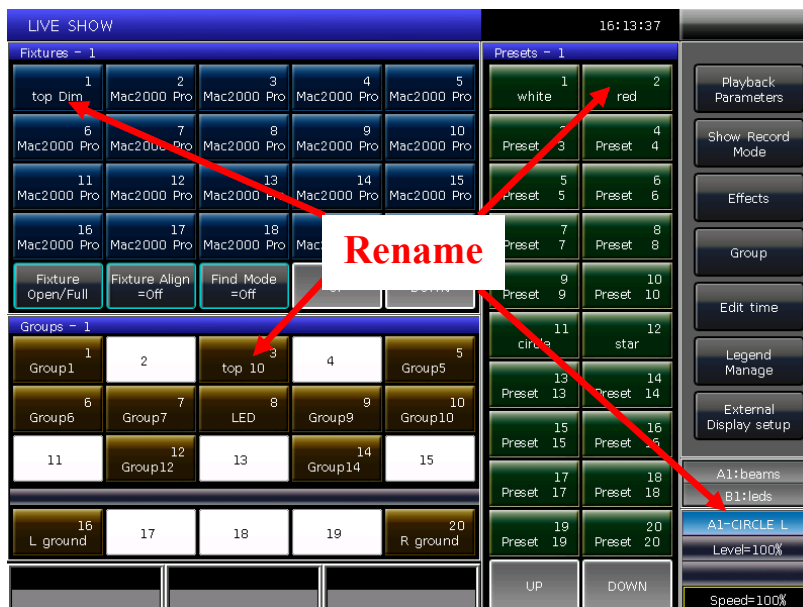 LIVE SHOW
16:13:37
Fixtures - 1
1
top Dim
2
Mac2000 Pro
3
Mac2000 Pro
4
Mac2000 Pro
5
Mac2000 Pro
6
Mac2000 Pro
7
Mac2000 Pro
8
Mac2000 Pro
9
Mac2000 Pro
10
Mac2000 Pro
11
Mac2000 Pro
12
Mac2000 Pro
13
Mac2000 Pro
14
Mac2000 Pro
15
Mac2000 Pro
16
Mac2000 Pro
17
Mac2000 Pro
18
Mac2000 Pro
Fixture
Open/Full
Fixture Align
=Off
Find Mode
=Off
Rename
Groups - 1
1
Group1
2
3
top 10
4
5
Group5
6
Group6
7
Group7
8
LED
9
Group9
10
Group10
11
12
Group12
13
14
Group14
15
16
L ground
17
18
19
20
R ground
Presets - 1
1
white
2
red
Preset 3
4
Preset 4
5
Preset 5
6
Preset 6
7
Preset 7
8
Preset 8
9
Preset 9
10
Preset 10
11
circle
12
star
13
Preset 13
14
Preset 14
15
Preset 15
16
Preset 16
17
Preset 17
18
Preset 18
19
Preset 19
20
Preset 20
UP
DOWN
Playback
Parameters
Show Record
Mode
Effects
Group
Edit time
Legend
Manage
External
Display setup
A1:beams
B1:leds
A1-CIRCLE L
Level=100%
Speed=100%